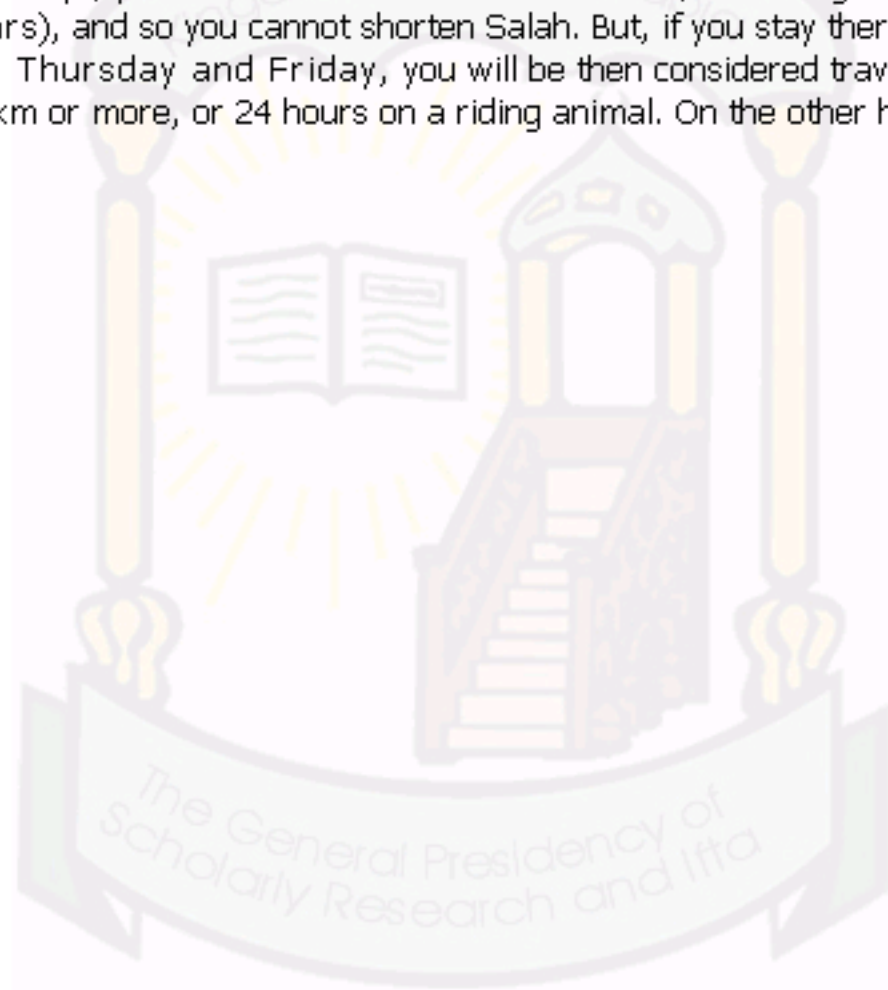 rs), and so you cannot shorten Salah. But, if you stay ther
Thursday and Friday, you will be then considered trav
km or more, or 24 hours on a riding animal. On the other h
The General Presidency of
Scholarly Research and Ifta